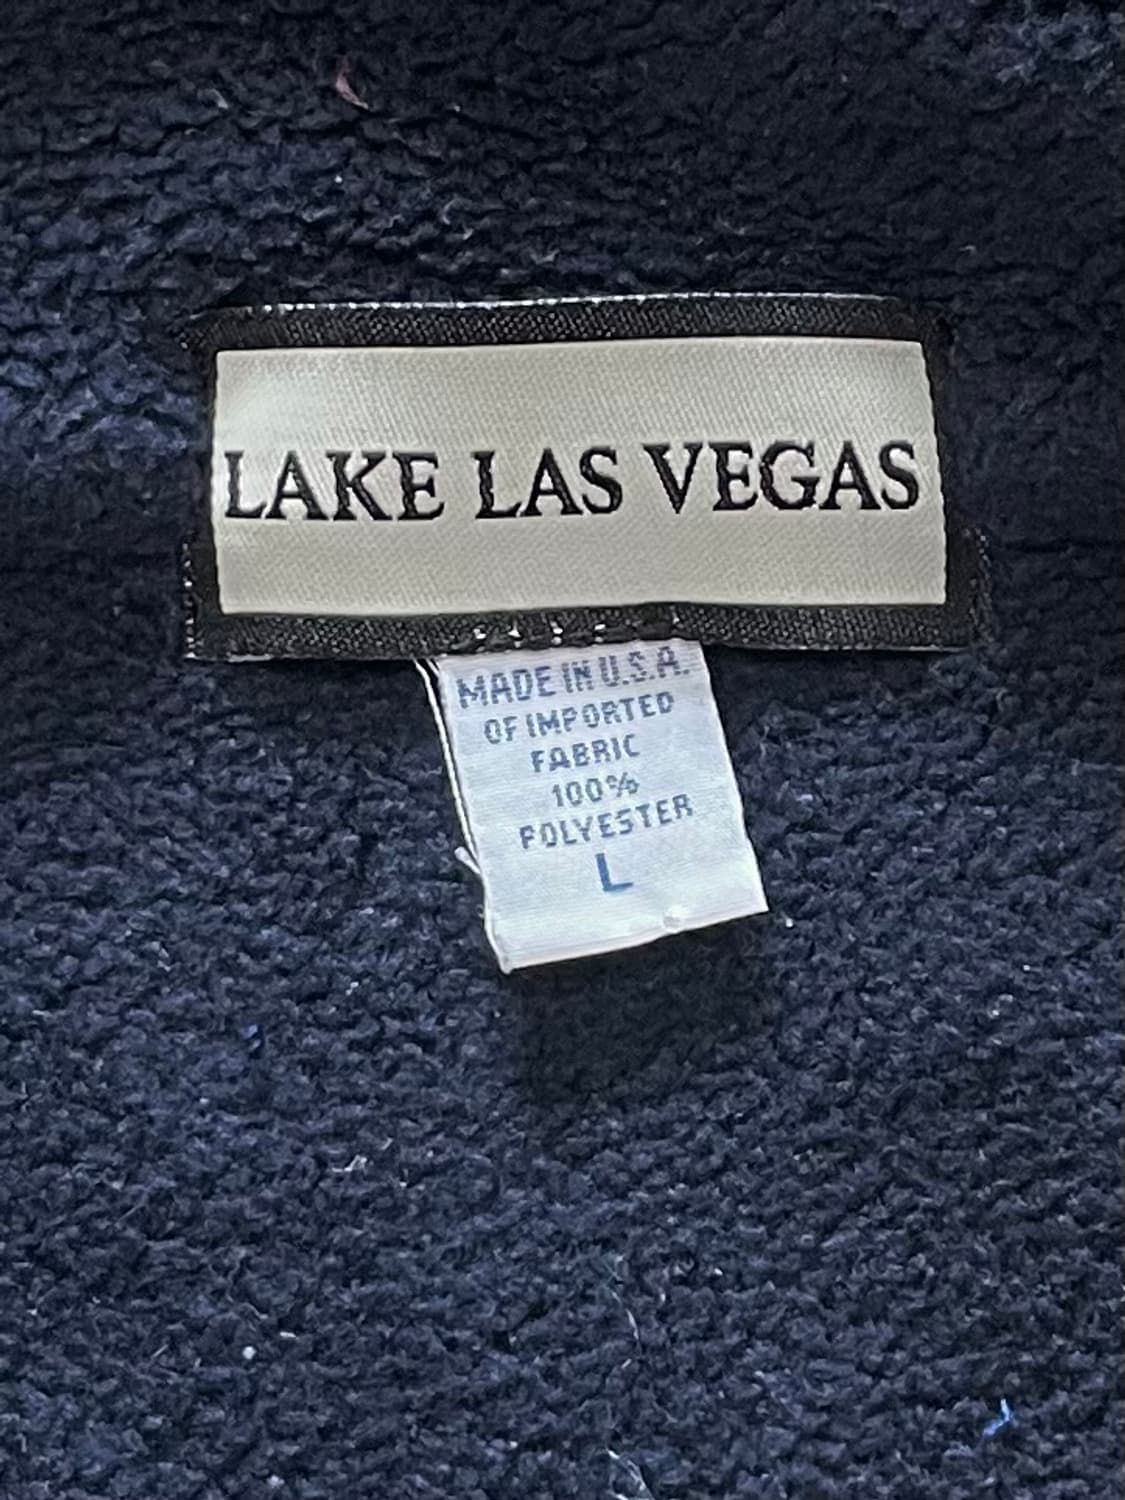 LAKE LAS VEGAS
MADE IN U.S.A.
OF IMPORTED
FABRIC
100%
POLYESTER
L